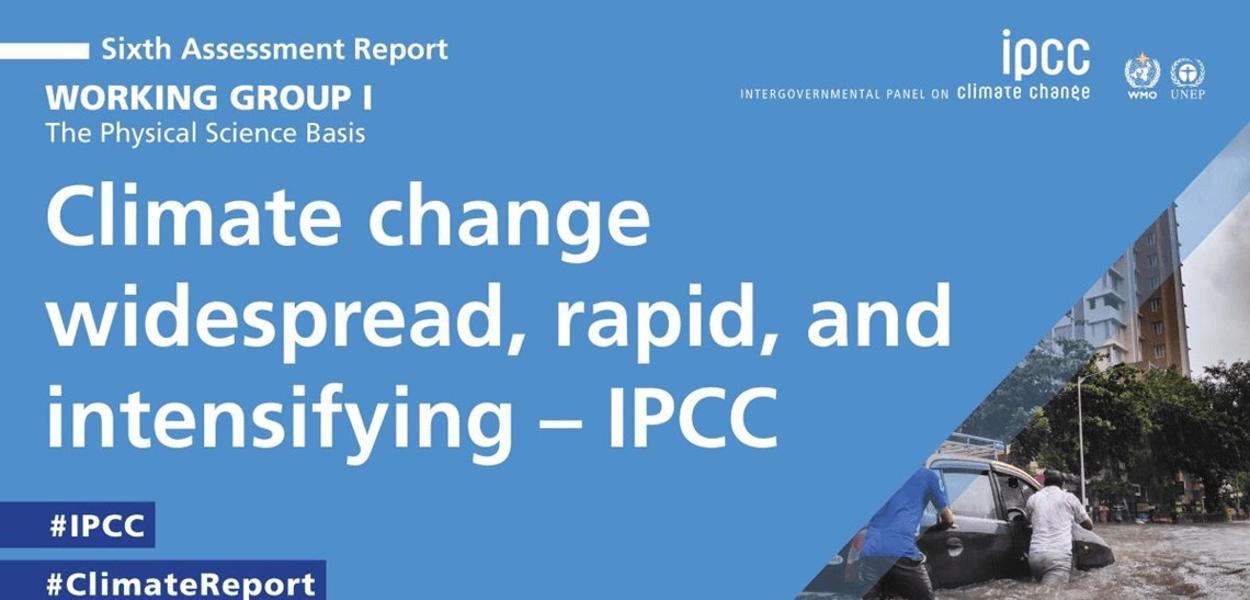 Sixth Assessment Report
WORKING GROUP I
The Physical Science Basis
ipcc
INTERGOVERNMENTAL PANEL ON climate change
WMO
UNEP
Climate change
widespread, rapid, and
intensifying – IPCC
#IPCC
#ClimateReport